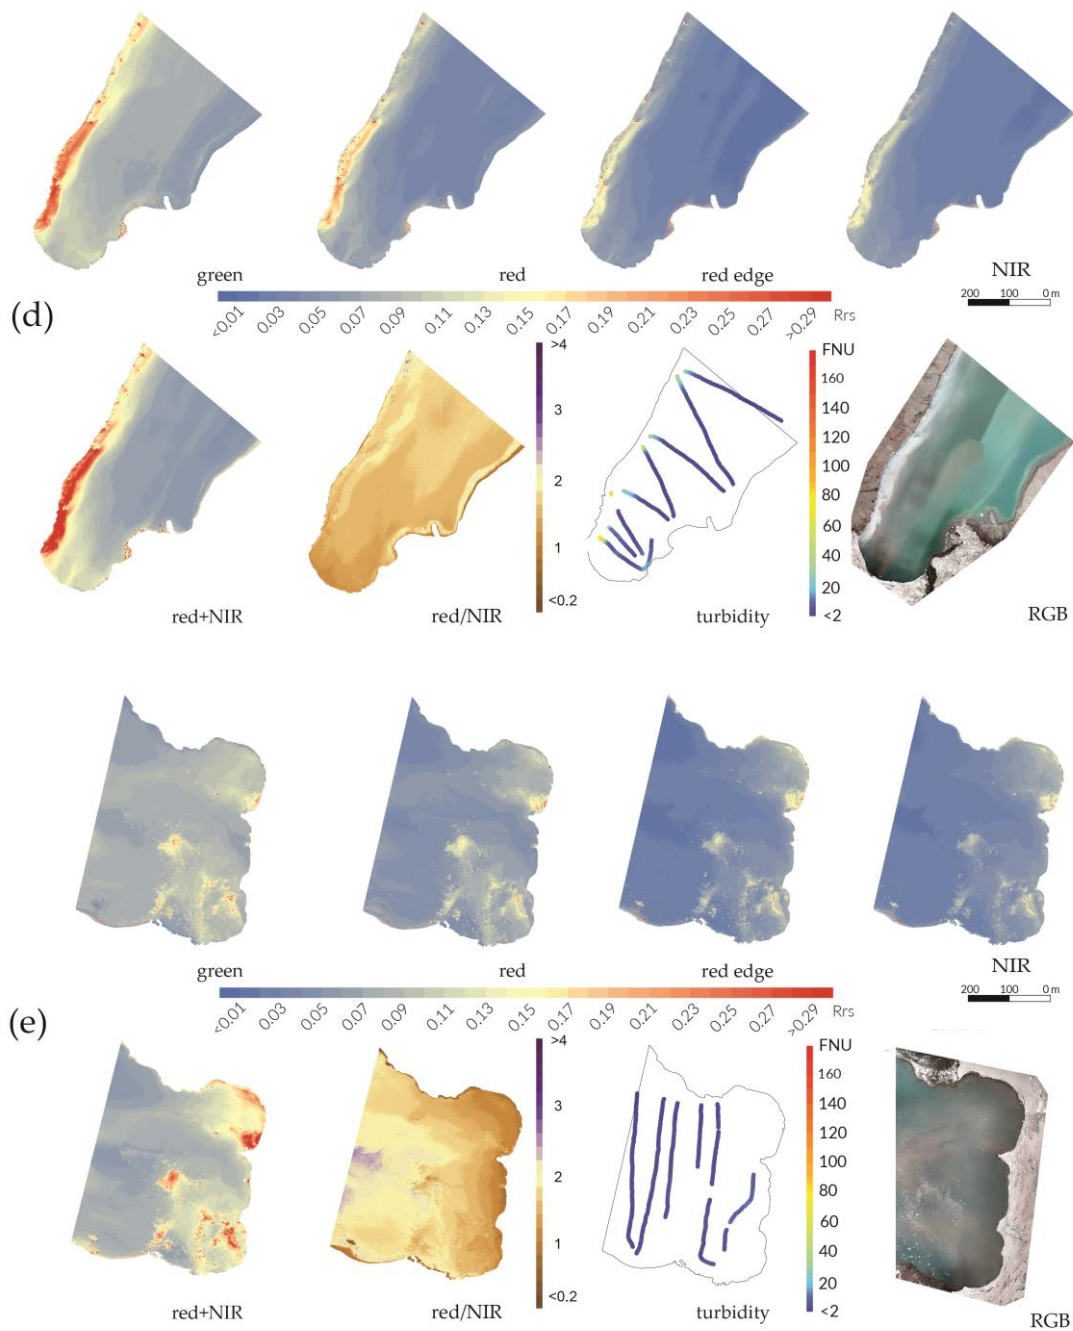 green red red edge NIR
200 100 0 m
(d)
<0.01 0.03 0.05 0.07 0.09 0.11 0.13 0.15 0.17 0.19 0.21 0.23 0.25 0.27 >0.29 Rrs
>4
3
2
1
<0.2
FNU
160
140
120
100
80
60
40
20
<2
red+NIR red/NIR turbidity RGB
green red red edge NIR
200 100 0 m
(e)
<0.01 0.03 0.05 0.07 0.09 0.11 0.13 0.15 0.17 0.19 0.21 0.23 0.25 0.27 >0.29 Rrs
>4
3
2
1
<0.2
FNU
160
140
120
100
80
60
40
20
<2
red+NIR red/NIR turbidity RGB